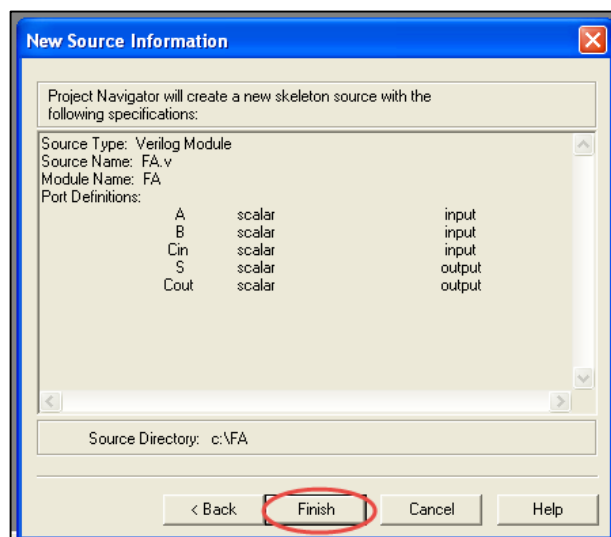 New Source Information
Project Navigator will create a new skeleton source with the
following specifications:
Source Type: Verilog Module
Source Name: FA.v
Module Name: FA
Port Definitions:
A scalar input
B scalar input
Cin scalar input
S scalar output
Cout scalar output
Source Directory: c:\FA
< Back Finish Cancel Help